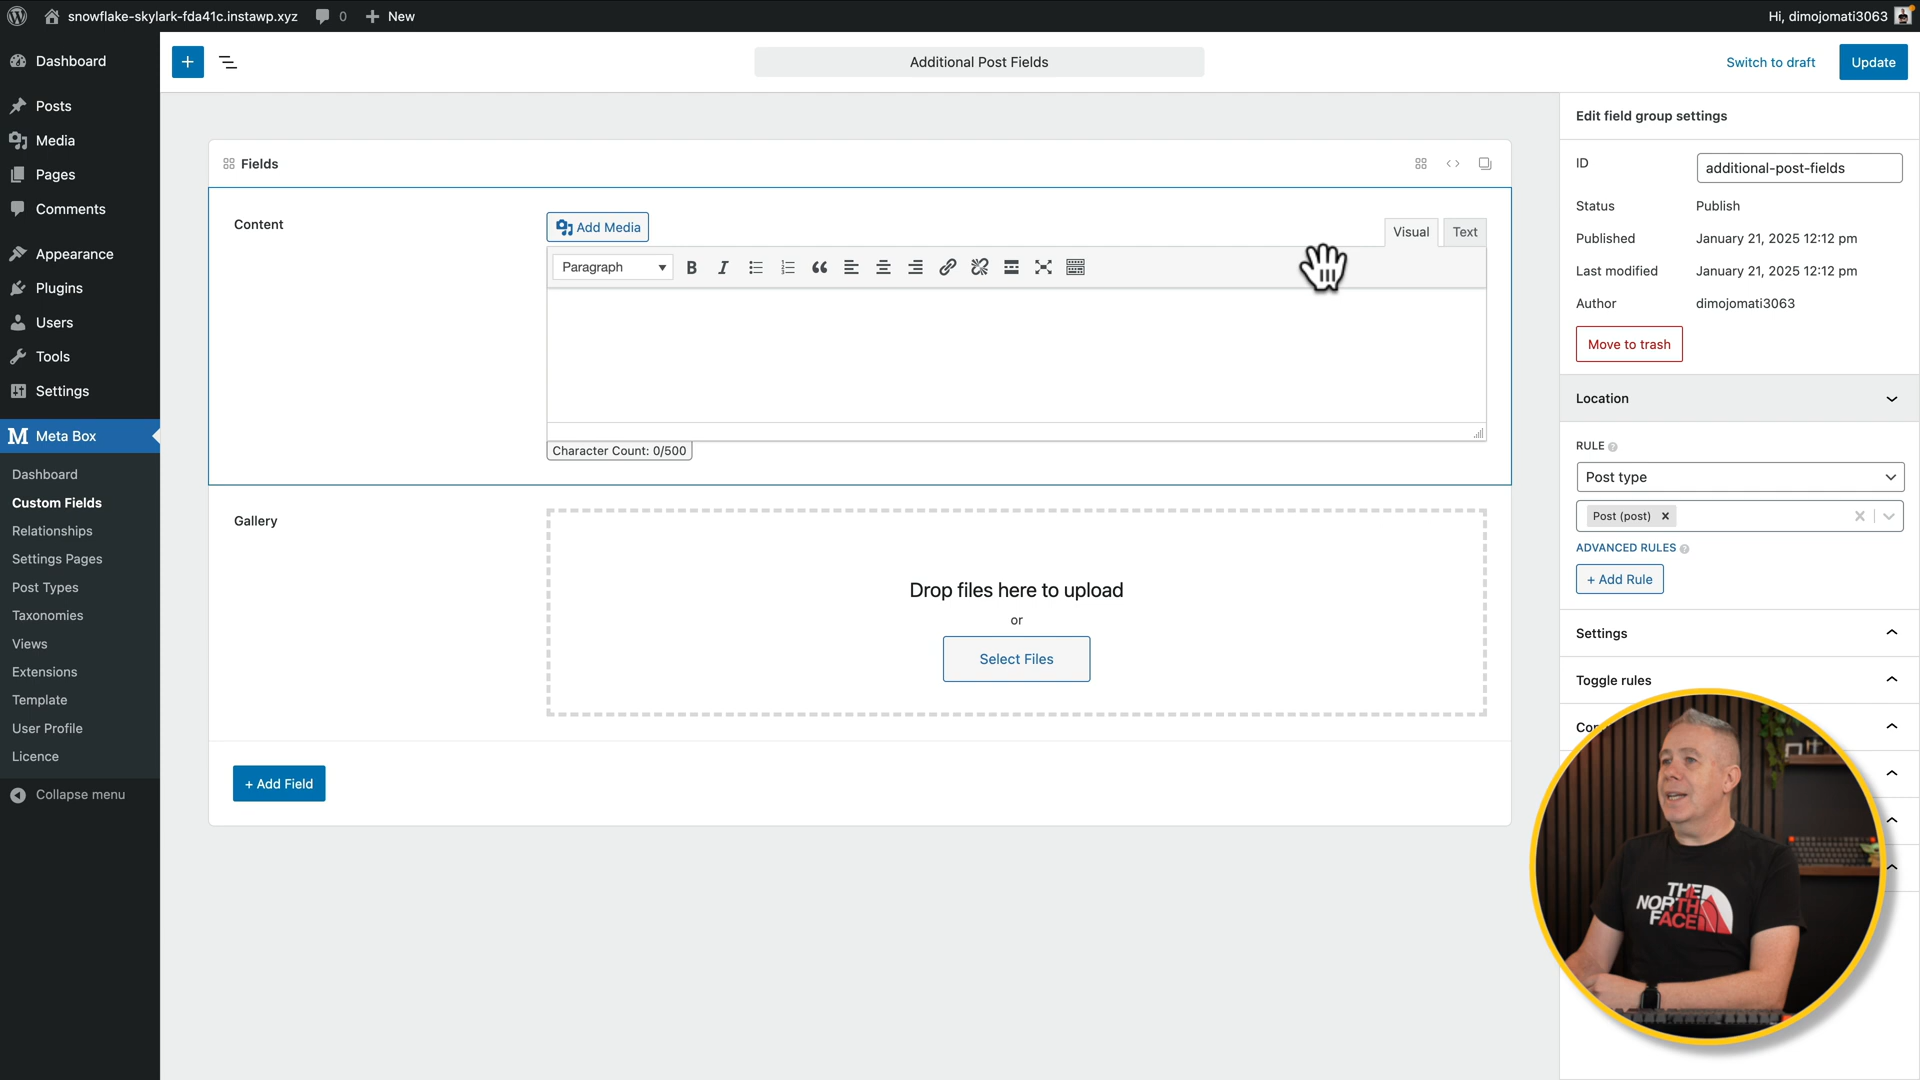 snowflake-skylark-fda41c.instawp.xyz
0
New
Hi, dimojomati3063
Dashboard
Posts
Media
Pages
Comments
Appearance
Plugins
Users
Tools
Settings
Meta Box
Dashboard
Custom Fields
Relationships
Settings Pages
Post Types
Taxonomies
Views
Extensions
Template
User Profile
Licence
Collapse menu
Additional Post Fields
Switch to draft
Update
Fields
Content
Add Media
Visual
Text
Paragraph
Character Count: 0/500
Gallery
Drop files here to upload
or
Select Files
+ Add Field
Edit field group settings
ID
additional-post-fields
Status
Publish
Published
January 21, 2025 12:12 pm
Last modified
January 21, 2025 12:12 pm
Author
dimojomati3063
Move to trash
Location
RULE
Post type
Post (post)
ADVANCED RULES
+ Add Rule
Settings
Toggle rules
THE
NORTH
FACE